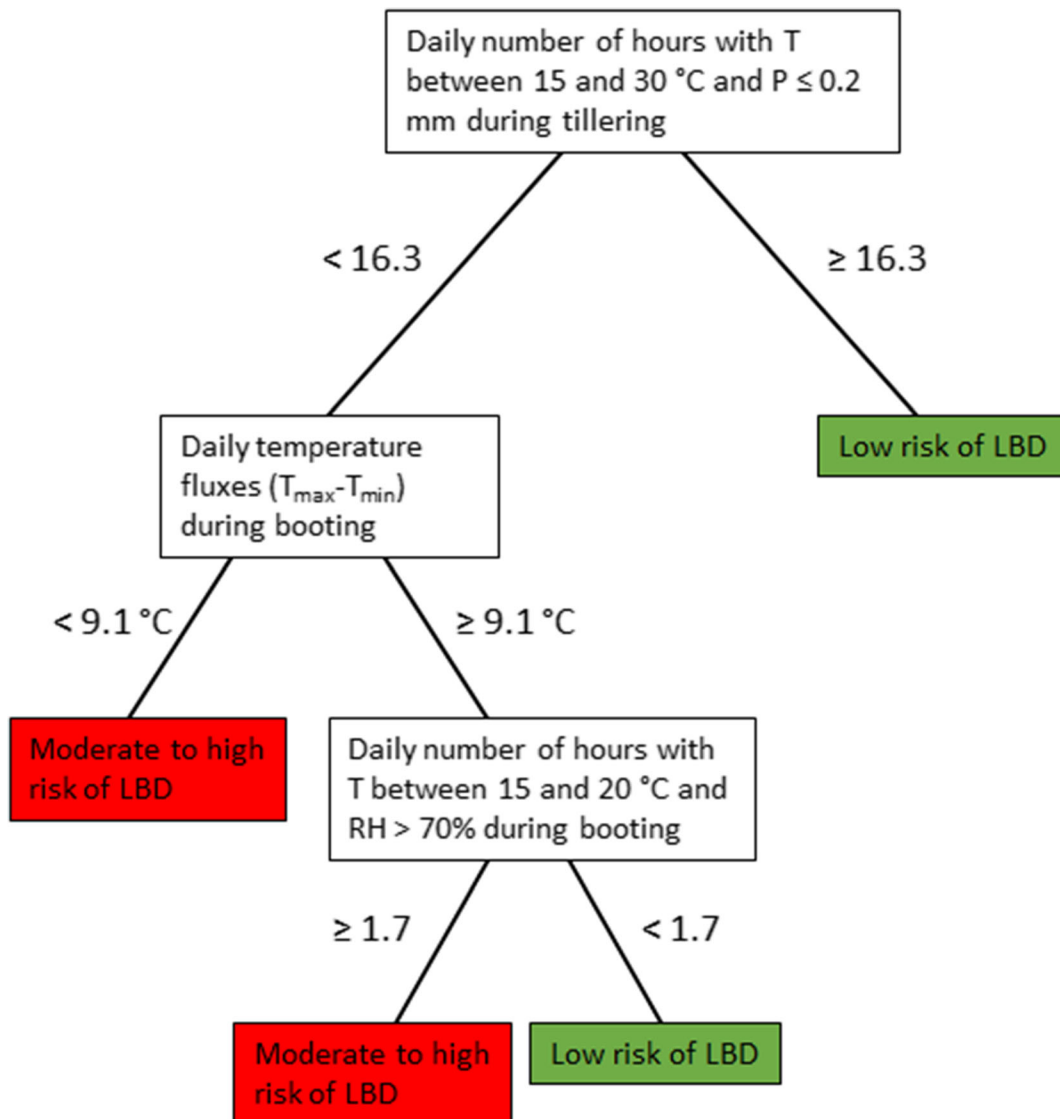 Daily number of hours with T
between 15 and 30 °C and P ≤ 0.2
mm during tillering
< 16.3
≥ 16.3
Daily temperature
fluxes (Tmax-Tmin)
during booting
Low risk of LBD
< 9.1 °C
≥ 9.1 °C
Moderate to high
risk of LBD
Daily number of hours with
T between 15 and 20 °C and
RH > 70% during booting
≥ 1.7
< 1.7
Moderate to high
risk of LBD
Low risk of LBD